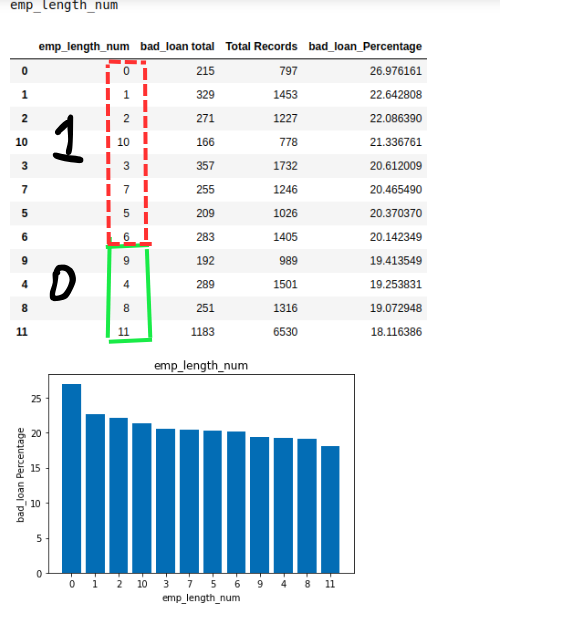 emp_length_num
emp_length_num bad_loan total Total Records bad_loan_Percentage
0 0 215 797 26.976161
1 1 329 1453 22.642808
2 2 271 1227 22.086390
1
10 10 166 778 21.336761
3 3 357 1732 20.612009
7 7 255 1246 20.465490
5 5 209 1026 20.370370
6 6 283 1405 20.142349
9 9 192 989 19.413549
0
4 4 289 1501 19.253831
8 8 251 1316 19.072948
11 11 1183 6530 18.116386
emp_length_num
25
20
15
10
5
0
bad_loan Percentage
0 1 2 10 3 7 5 6 9 4 8 11
emp_length_num